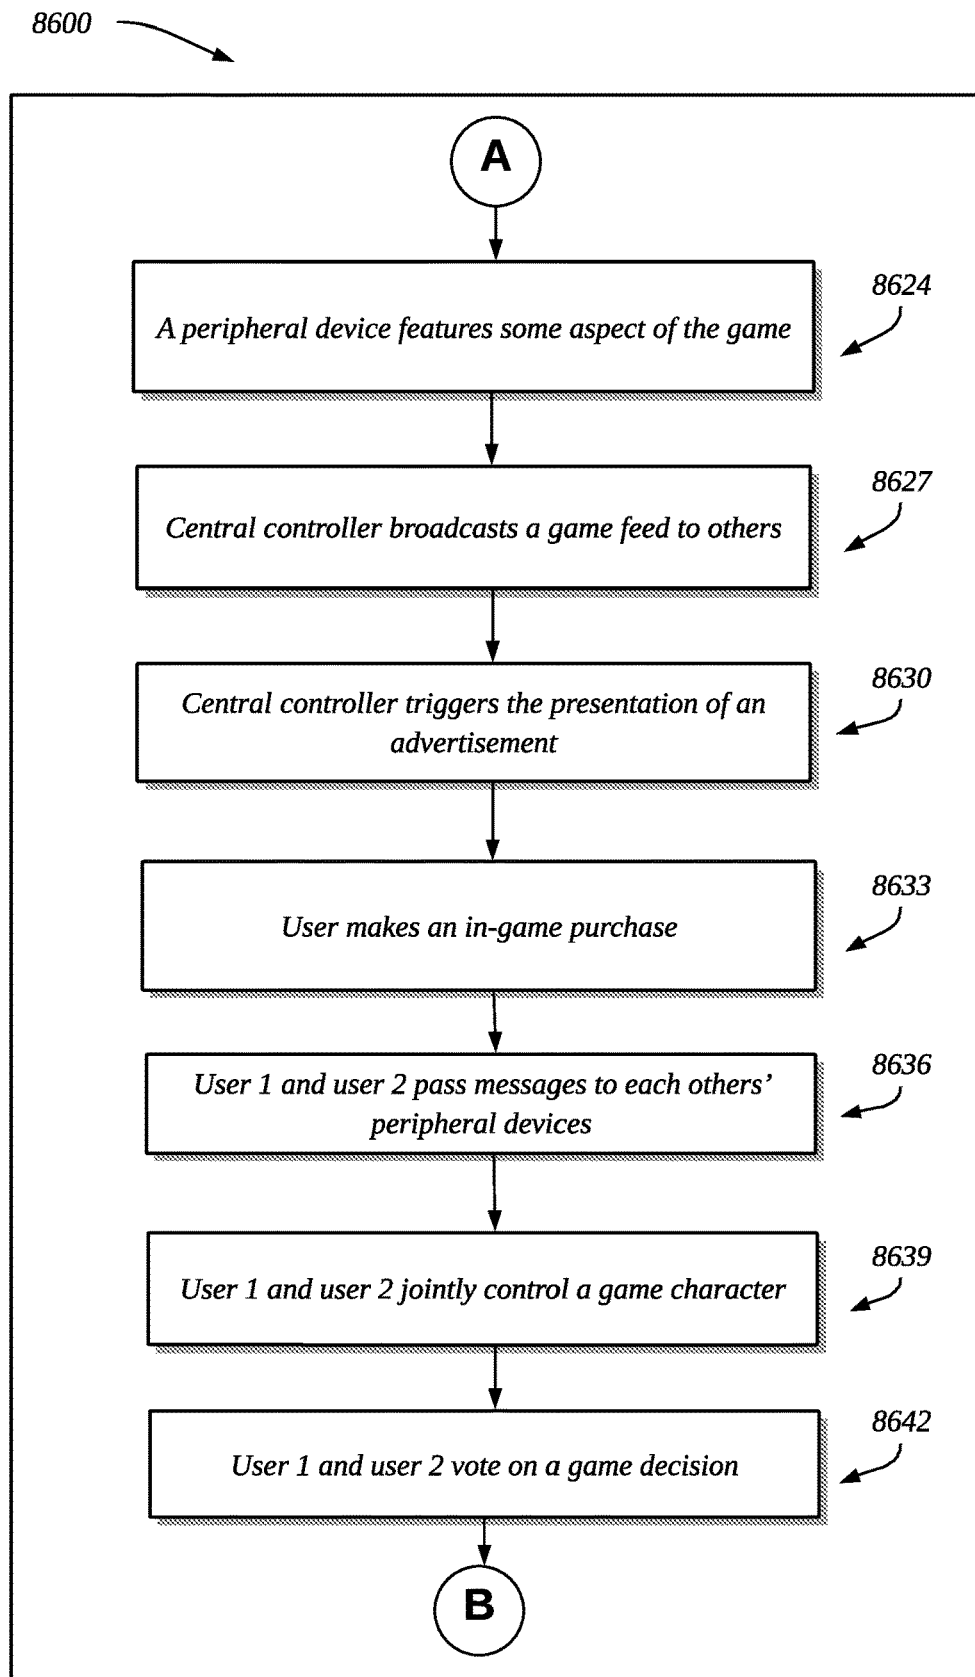 8600
A
A peripheral device features some aspect of the game
8624
Central controller broadcasts a game feed to others
8627
Central controller triggers the presentation of an
advertisement
8630
User makes an in-game purchase
8633
User 1 and user 2 pass messages to each others’
peripheral devices
8636
User 1 and user 2 jointly control a game character
8639
User 1 and user 2 vote on a game decision
8642
B